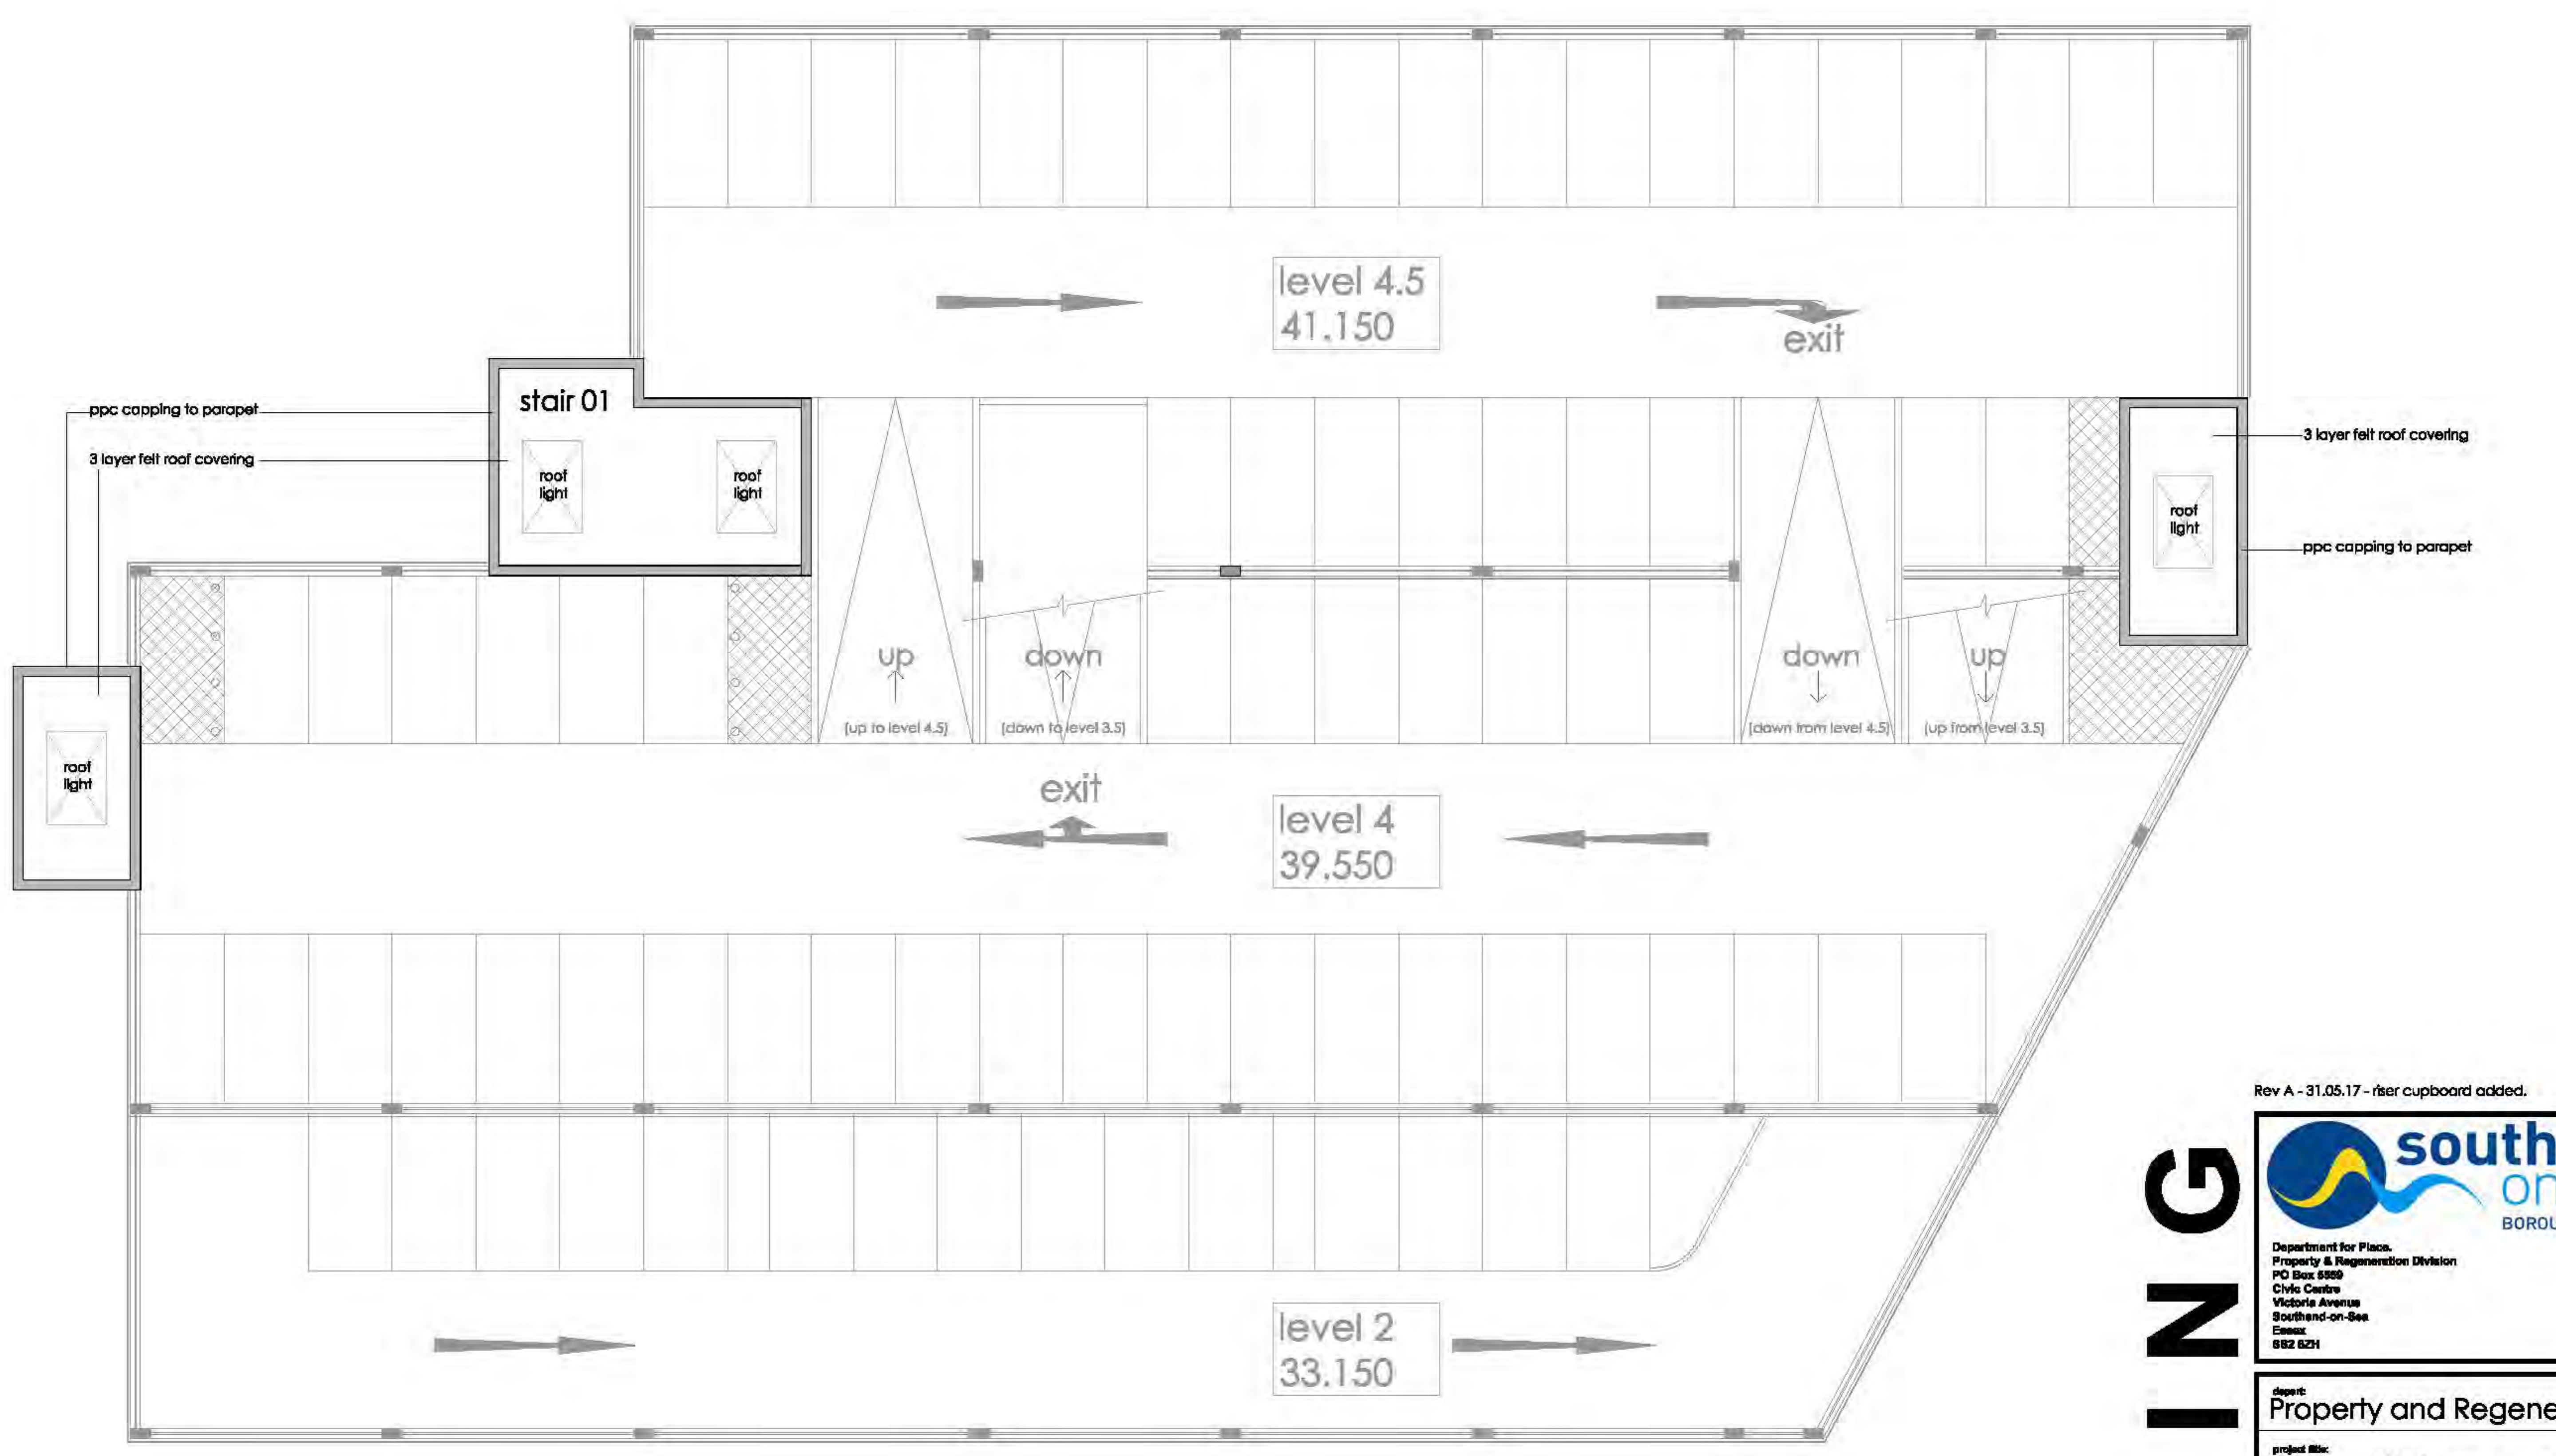 level 4.5
41.150
exit
stair 01
ppc capping to parapet
3 layer felt roof covering
roof
light
roof
light
3 layer felt roof covering
roof
light
ppc capping to parapet
up
(up to level 4.5)
down
(down to level 3.5)
down
(down from level 4.5)
up
(up from level 3.5)
roof
light
exit
level 4
39.550
level 2
33.150
Rev A - 31.05.17 - riser cupboard added.
I N G
south
on
BOROU
Department for Place.
Property & Regeneration Division
PO Box 5559
Civic Centre
Victoria Avenue
Southend-on-Sea
Essex
depart:
Property and Regene
project title: